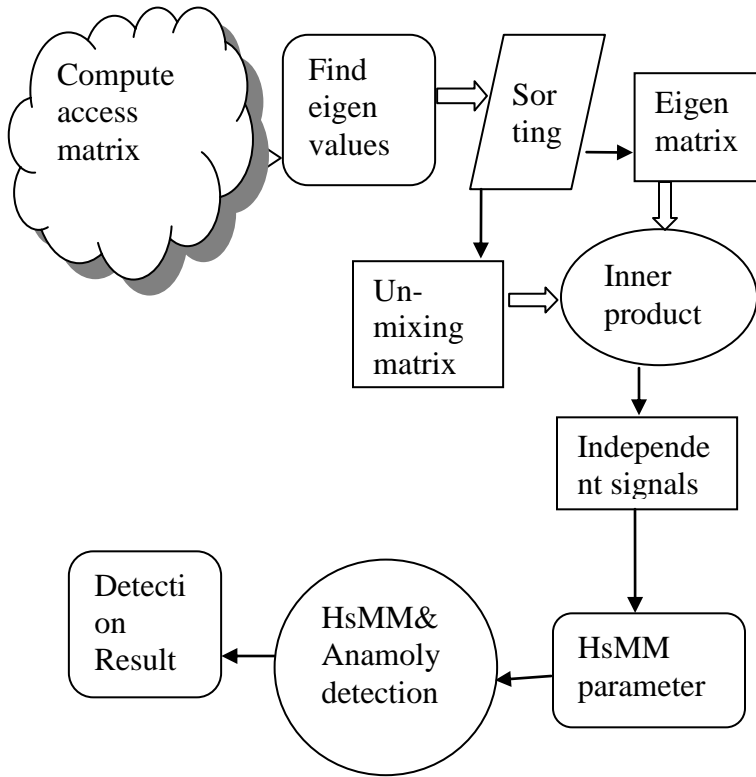 Compute
access
matrix
Find
eigen
values
Sor
ting
Eigen
matrix
Un-
mixing
matrix
Inner
product
Independe
nt signals
HsMM
parameter
HsMM&
Anamoly
detection
Detecti
on
Result